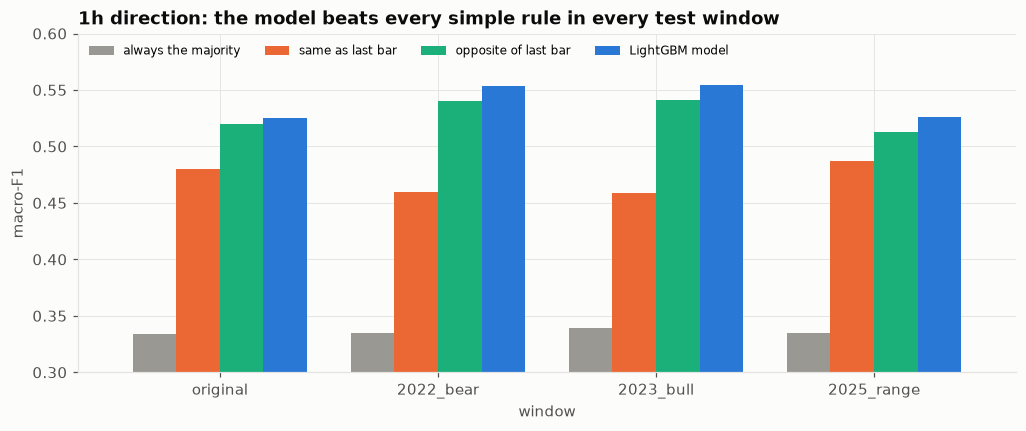 1h direction: the model beats every simple rule in every test window
always the majority same as last bar opposite of last bar LightGBM model
0.60
0.55
0.50
0.45
0.40
0.35
0.30
macro-F1
original 2022_bear 2023_bull 2025_range
window